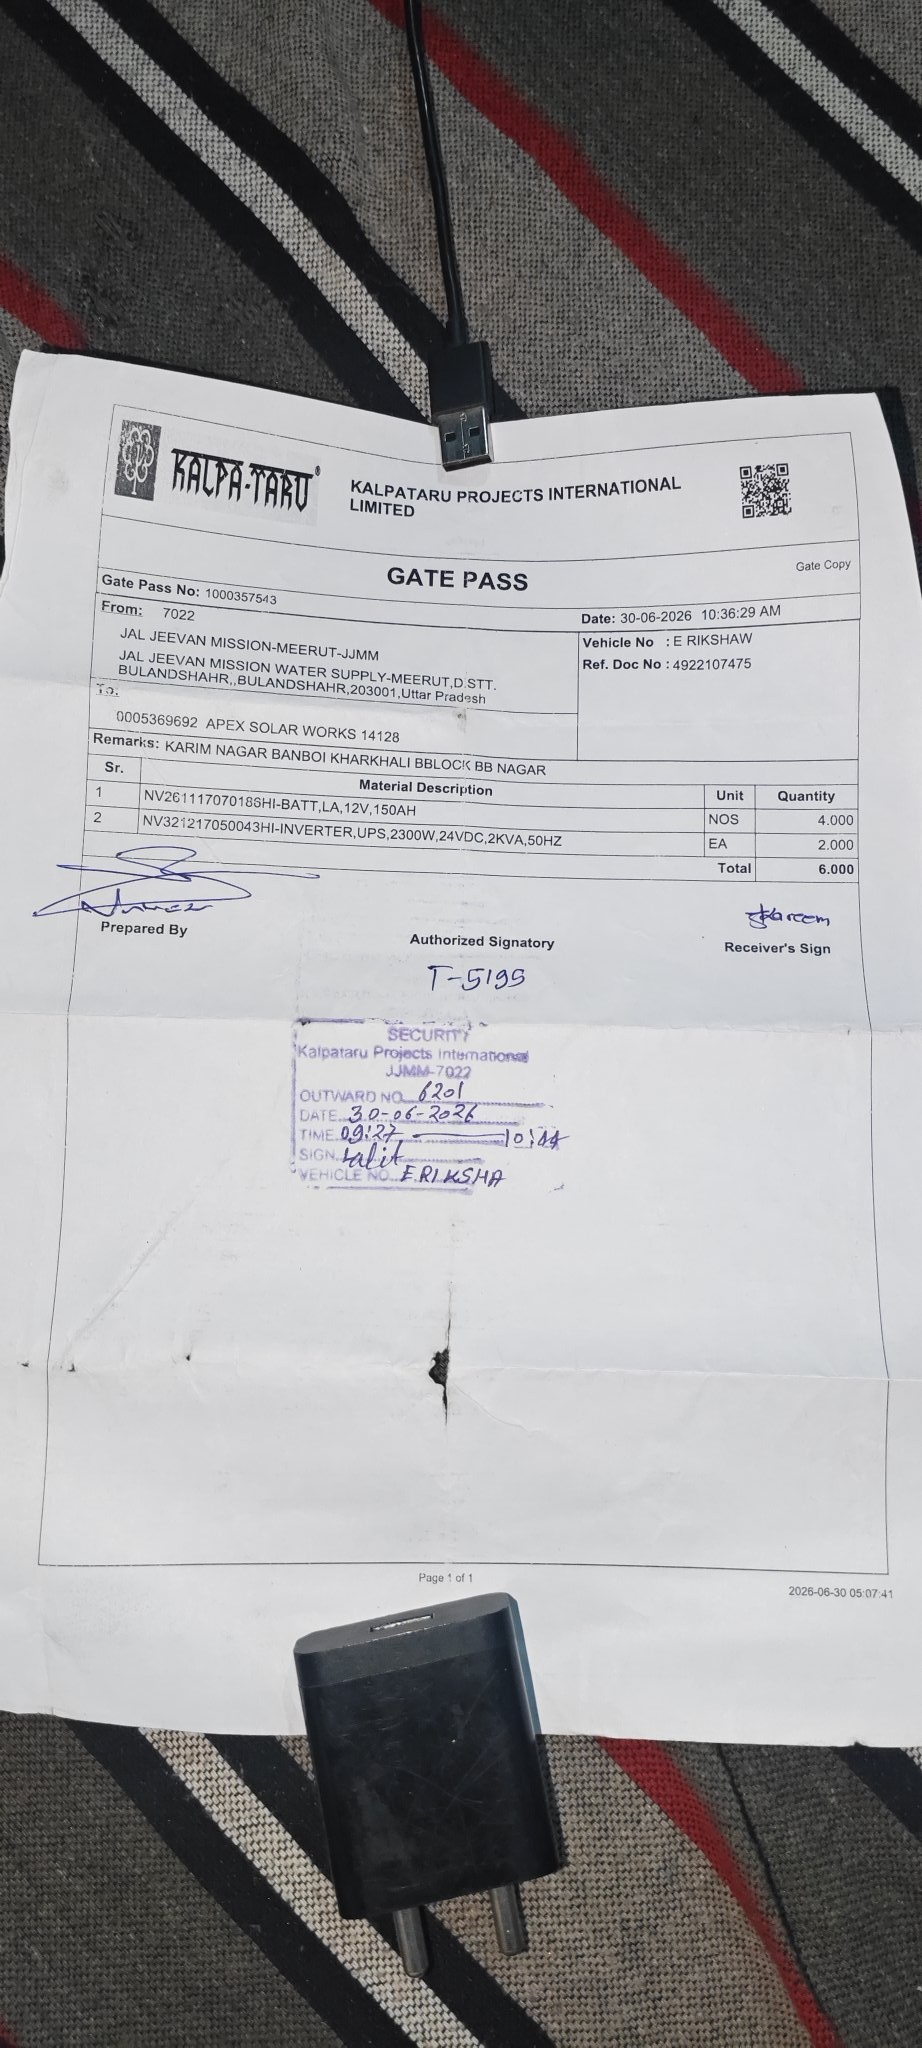 KALPA-TARU®
KALPATARU PROJECTS INTERNATIONAL
LIMITED
Gate Copy
GATE PASS
Gate Pass No: 1000357543
Date: 30-06-2026 10:36:29 AM
From: 7022
Vehicle No : E RIKSHAW
JAL JEEVAN MISSION-MEERUT-JJMM
Ref. Doc No : 4922107475
JAL JEEVAN MISSION WATER SUPPLY-MEERUT,DISTT.
BULANDSHAHR,,BULANDSHAHR,203001,Uttar Pradesh
To:
0005369692 APEX SOLAR WORKS 14128
Remarks: KARIM NAGAR BANBOI KHARKHALI BBLOCK BB NAGAR
Sr. Material Description Unit Quantity
1 NV261117070186HI-BATT,LA,12V,150AH NOS 4.000
2 NV321217050043HI-INVERTER,UPS,2300W,24VDC,2KVA,50HZ EA 2.000
Total 6.000
Prepared By
Authorized Signatory
Receiver's Sign
T-5195
SECURITY
Kalpataru Projects International
JJMM-7022
OUTWARD NO. 6201
DATE. 30-06-2026
TIME. 09:27 — 10:44
SIGN. Lalit
VEHICLE NO. E RIKSHA
Page 1 of 1
2026-06-30 05:07:41